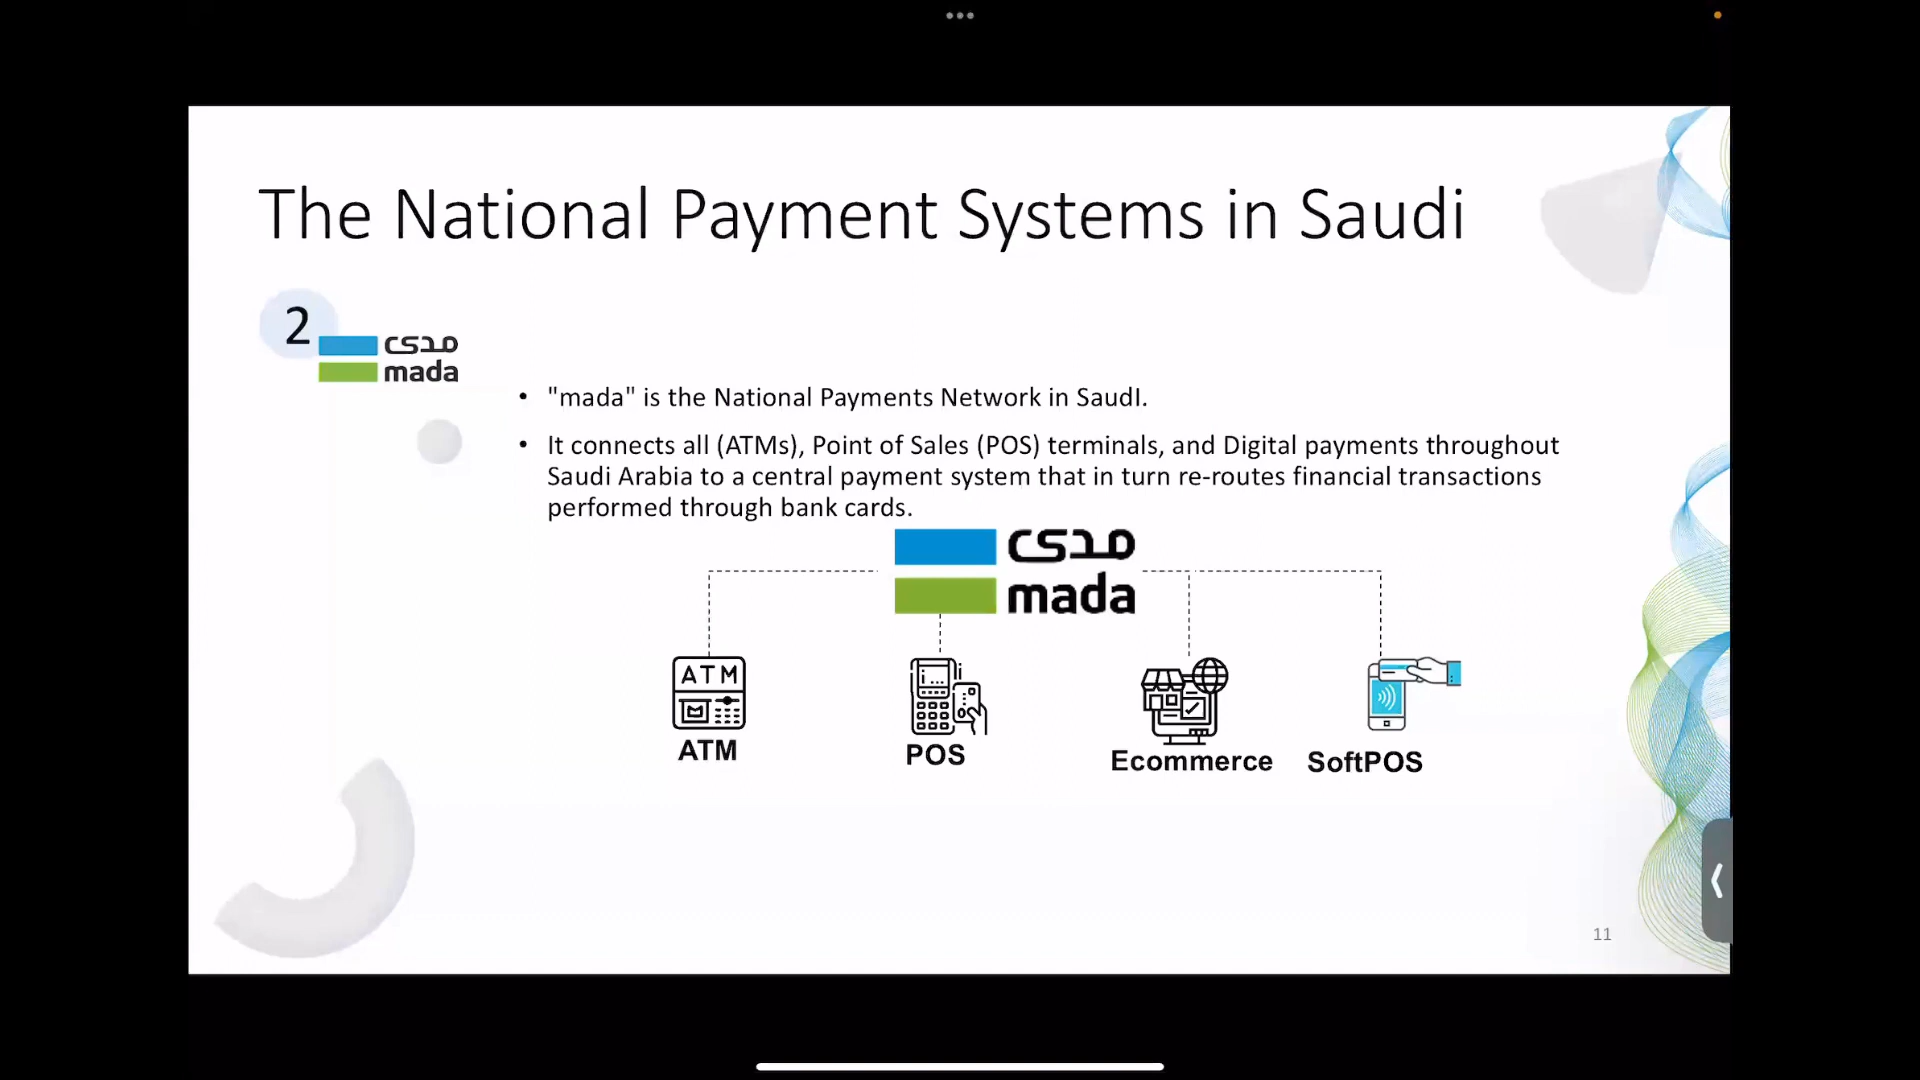 The National Payment Systems in Saudi
2
مدى
mada
• "mada" is the National Payments Network in SaudI.
• It connects all (ATMs), Point of Sales (POS) terminals, and Digital payments throughout
Saudi Arabia to a central payment system that in turn re-routes financial transactions
performed through bank cards.
مدى
mada
ATM
ATM
POS
Ecommerce
SoftPOS
11